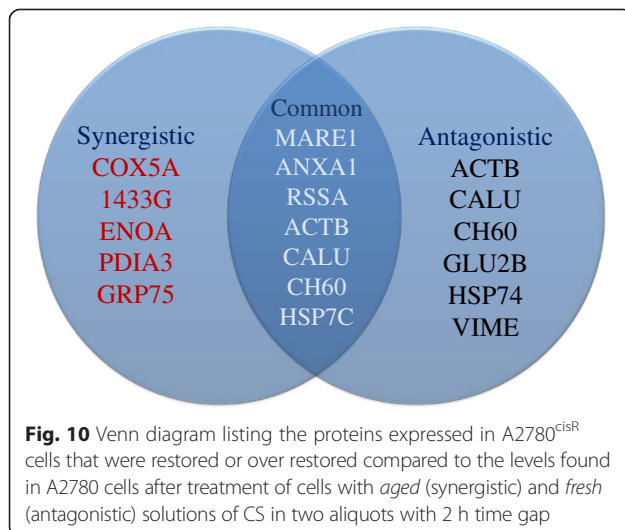 Common
Synergistic
COX5A
1433G
ENOA
PDIA3
GRP75
MARE1
ANXA1
RSSA
ACTB
CALU
CH60
HSP7C
Antagonistic
ACTB
CALU
CH60
GLU2B
HSP74
VIME
Fig. 10 Venn diagram listing the proteins expressed in A2780cisR
cells that were restored or over restored compared to the levels found
in A2780 cells after treatment of cells with aged (synergistic) and fresh
(antagonistic) solutions of CS in two aliquots with 2 h time gap